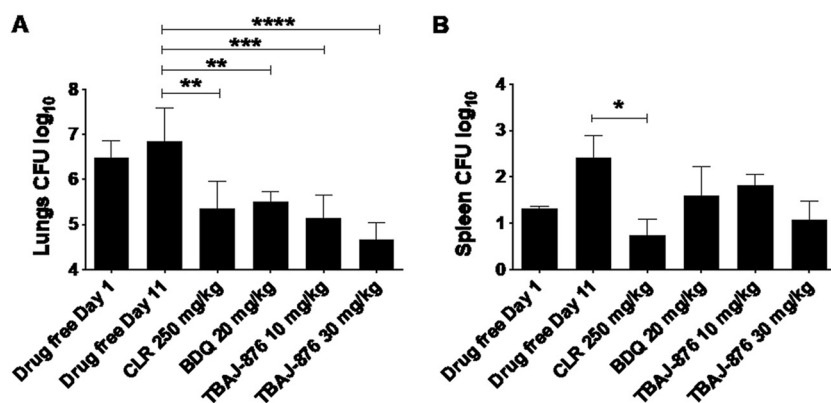 A
B
****
***
**
**
*
Lungs CFU log10
8
7
6
5
4
Drug free Day 1
Drug free Day 11
CLR 250 mg/kg
BDQ 20 mg/kg
TBAJ-876 10 mg/kg
TBAJ-876 30 mg/kg
Spleen CFU log10
4
3
2
1
0
Drug free Day 1
Drug free Day 11
CLR 250 mg/kg
BDQ 20 mg/kg
TBAJ-876 10 mg/kg
TBAJ-876 30 mg/kg